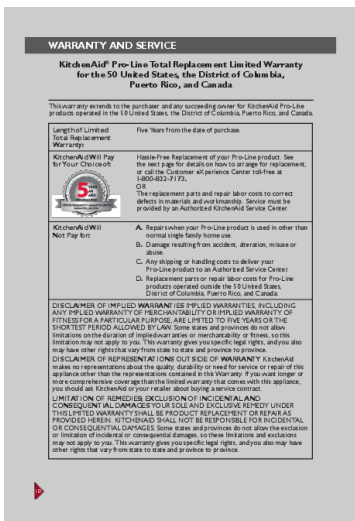 WARRANTY AND SERVICE
KitchenAid® Pro-Line Total Replacement Limited Warranty
for the 50 United States, the District of Columbia,
Puerto Rico, and Canada
This warranty extends to the purchaser and any succeeding owner for KitchenAid Pro-Line
products operated in the 50 United States, the District of Columbia, Puerto Rico, and Canada.
Length of Limited
Total Replacement
Warranty:
Five Years from the date of purchase.
KitchenAid Will Pay
for Your Choice of:
5
YEAR
Hassle-Free Replacement of your Pro-Line product. See
the next page for details on how to arrange for replacement,
or call the Customer eXperience Center toll-free at
1-800-832-7173.
OR
The replacement parts and repair labor costs to correct
defects in materials and workmanship. Service must be
provided by an Authorized KitchenAid Service Center.
KitchenAid Will
Not Pay for:
A. Repairs when your Pro-Line product is used in other than
normal single family home use.
B. Damage resulting from accident, alteration, misuse or
abuse.
C. Any shipping or handling costs to deliver your
Pro-Line product to an Authorized Service Center.
D. Replacement parts or repair labor costs for Pro-Line
products operated outside the 50 United States,
District of Columbia, Puerto Rico, and Canada.
DISCLAIMER OF IMPLIED WARRANTIES IMPLIED WARRANTIES, INCLUDING
ANY IMPLIED WARRANTY OF MERCHANTABILITY OR IMPLIED WARRANTY OF
FITNESS FOR A PARTICULAR PURPOSE, ARE LIMITED TO FIVE YEARS OR THE
SHORTEST PERIOD ALLOWED BY LAW. Some states and provinces do not allow
limitations on the duration of implied warranties or merchantability or fitness, so this
limitation may not apply to you. This warranty gives you specific legal rights, and you also
may have other rights that vary from state and province to province.
DISCLAIMER OF REPRESENTATIONS OUTSIDE OF WARRANTY KitchenAid
makes no representations about the quality, durability or need for service or repair of this
appliance other than the representations contained in this Warranty. If you want longer or
more comprehensive coverage than the limited warranty that comes with this appliance,
you should ask KitchenAid or your retailer about buying a service contract.
LIMITATION OF REMEDIES; EXCLUSION OF INCIDENTAL AND
CONSEQUENTIAL DAMAGES YOUR SOLE AND EXCLUSIVE REMEDY UNDER
THIS LIMITED WARRANTY SHALL BE PRODUCT REPLACEMENT OR REPAIR AS
PROVIDED HEREIN. KITCHENAID SHALL NOT BE RESPONSIBLE FOR INCIDENTAL
OR CONSEQUENTIAL DAMAGES. Some states and provinces do not allow the exclusion
or limitation of incidental or consequential damages, so these limitations and exclusions
may not apply to you. This warranty gives you specific legal rights, and you also may have
other rights that vary from state to state and province to province.
10